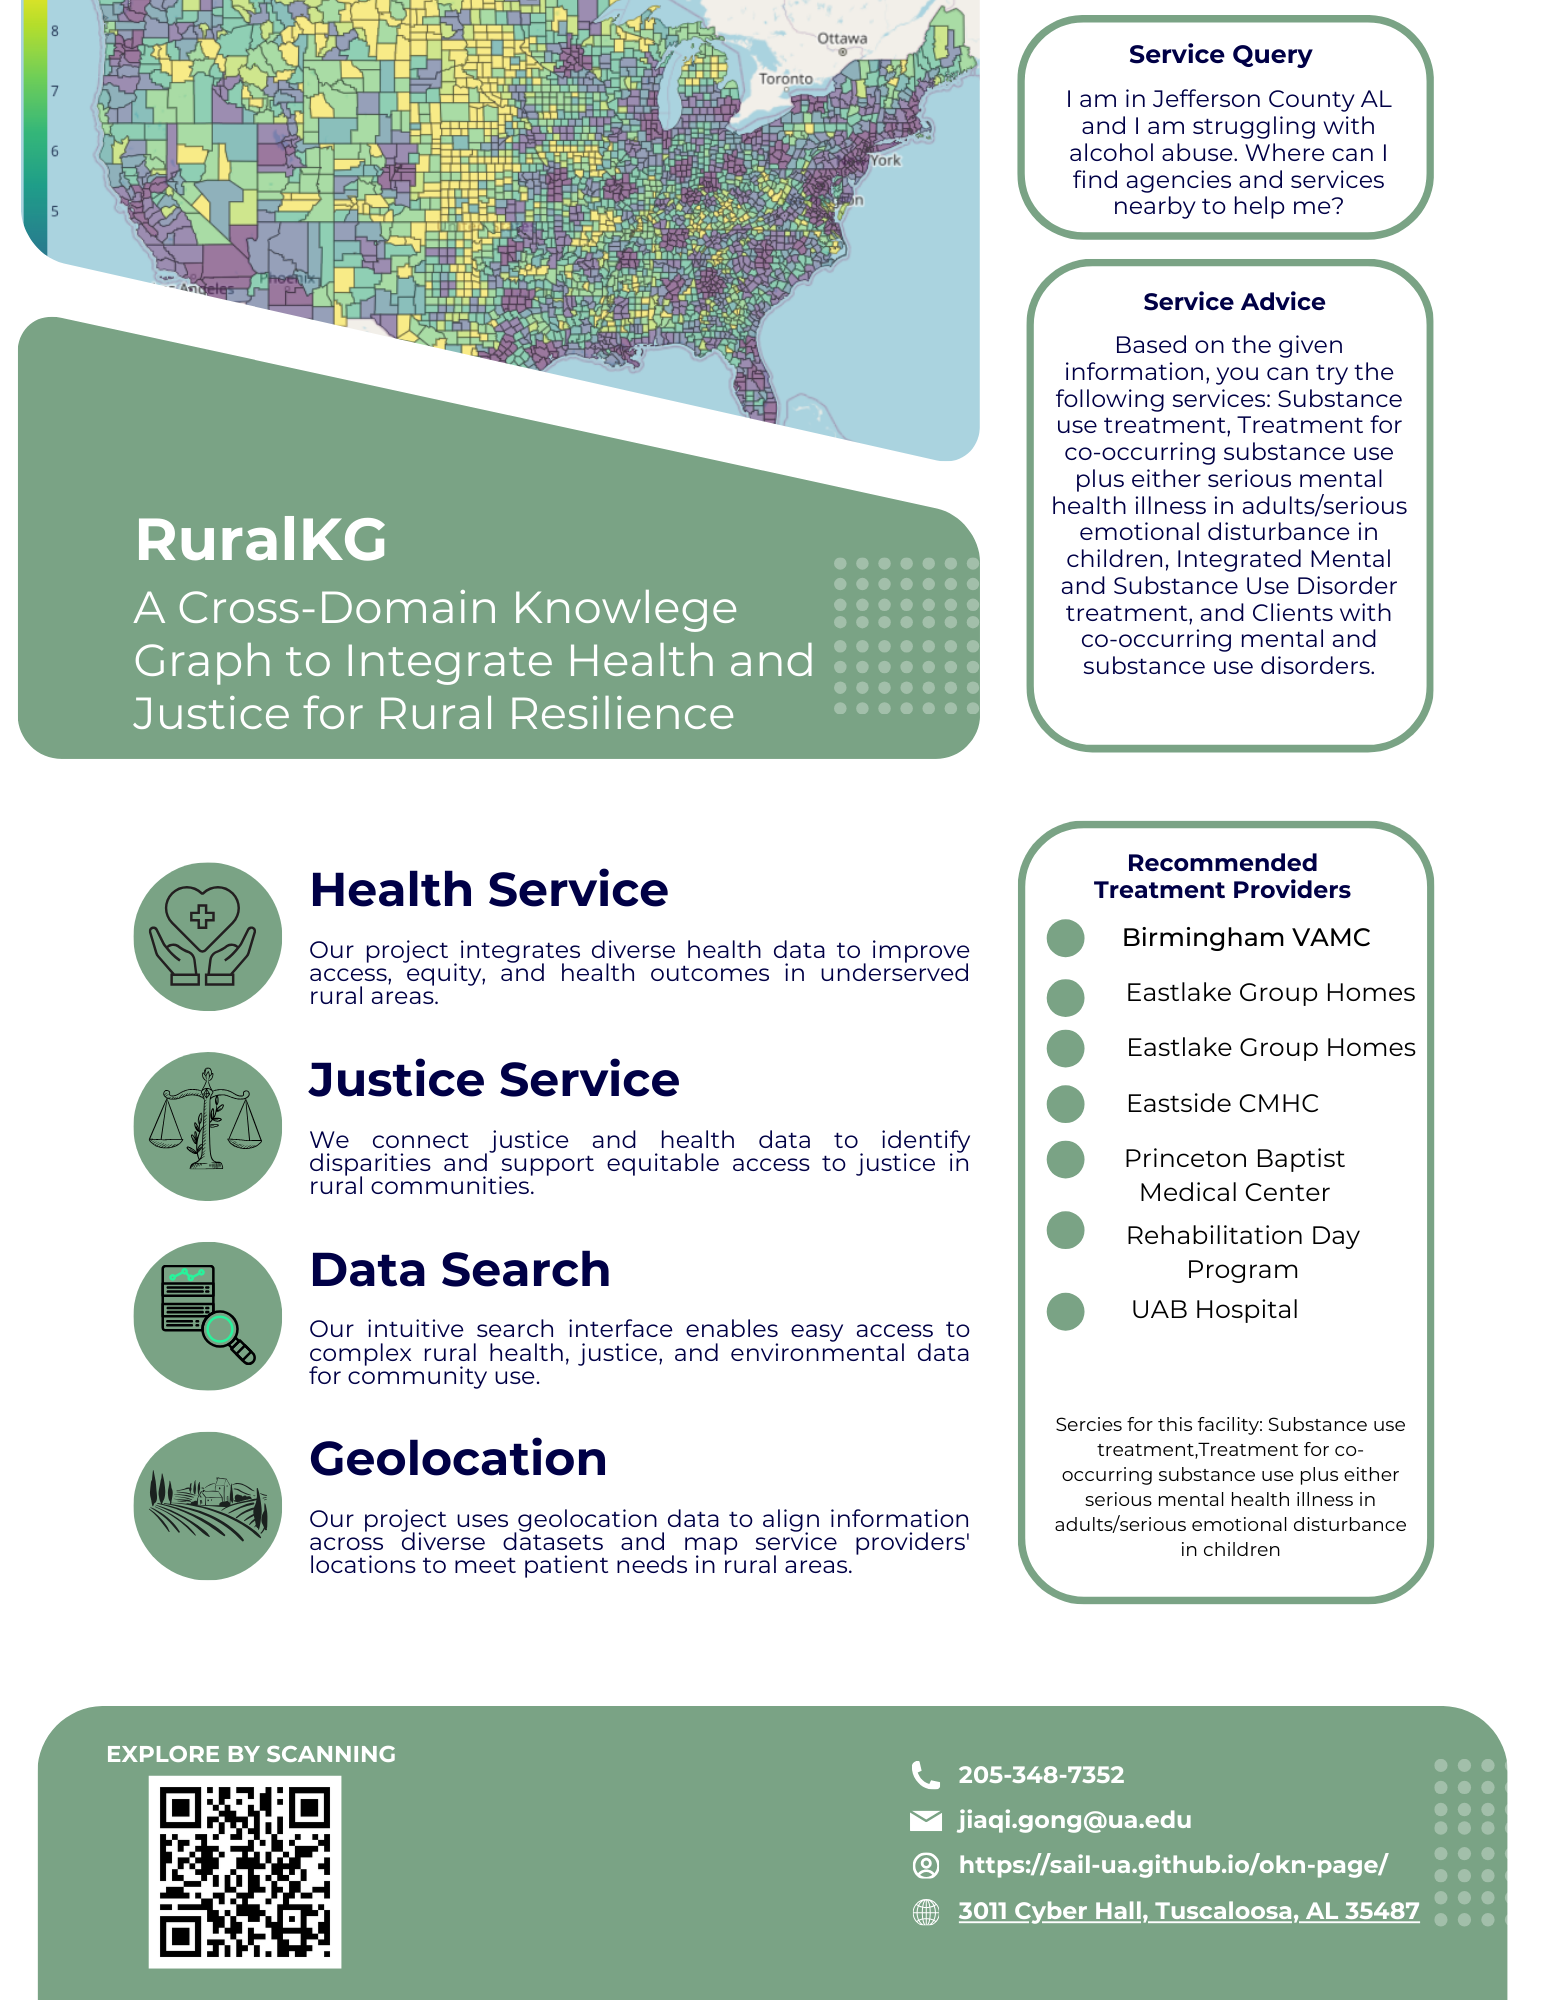 8
7
6
5
Ottawa
Toronto
New York
Phoenix
Angeles
RuralKG
A Cross-Domain Knowlege
Graph to Integrate Health and
Justice for Rural Resilience
Service Query
I am in Jefferson County AL
and I am struggling with
alcohol abuse. Where can I
find agencies and services
nearby to help me?
Service Advice
Based on the given
information, you can try the
following services: Substance
use treatment, Treatment for
co-occurring substance use
plus either serious mental
health illness in adults/serious
emotional disturbance in
children, Integrated Mental
and Substance Use Disorder
treatment, and Clients with
co-occurring mental and
substance use disorders.
Health Service
Our project integrates diverse health data to improve
access, equity, and health outcomes in underserved
rural areas.
Justice Service
We connect justice and health data to identify
disparities and support equitable access to justice in
rural communities.
Data Search
Our intuitive search interface enables easy access to
complex rural health, justice, and environmental data
for community use.
Geolocation
Our project uses geolocation data to align information
across diverse datasets and map service providers'
locations to meet patient needs in rural areas.
Recommended
Treatment Providers
Birmingham VAMC
Eastlake Group Homes
Eastlake Group Homes
Eastside CMHC
Princeton Baptist
Medical Center
Rehabilitation Day
Program
UAB Hospital
Sercies for this facility: Substance use
treatment,Treatment for co-
occurring substance use plus either
serious mental health illness in
adults/serious emotional disturbance
in children
EXPLORE BY SCANNING
205-348-7352
jiaqi.gong@ua.edu
https://sail-ua.github.io/okn-page/
3011 Cyber Hall, Tuscaloosa, AL 35487